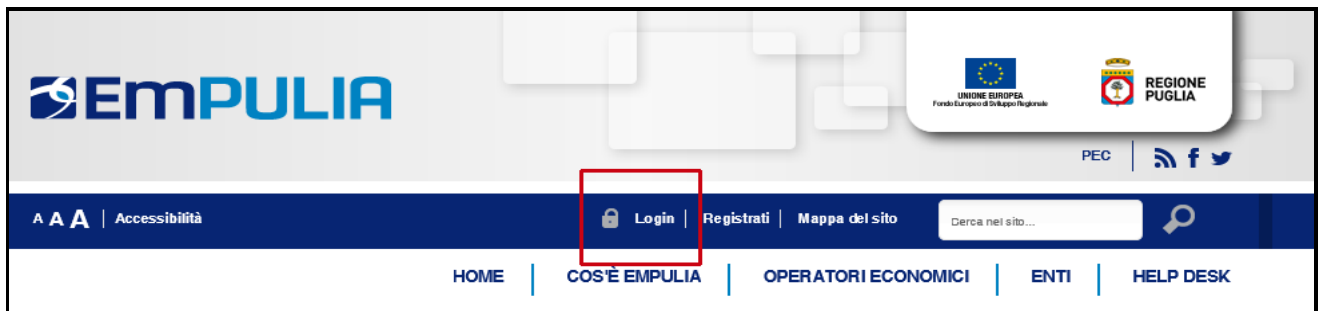 EmPULIA
UNIONE EUROPEA
Fondo Europeo di Sviluppo Regionale
REGIONE
PUGLIA
PEC
A A A | Accessibilità
Login | Registrati | Mappa del sito
Cerca nel sito...
HOME | COS'È EMPULIA | OPERATORI ECONOMICI | ENTI | HELP DESK